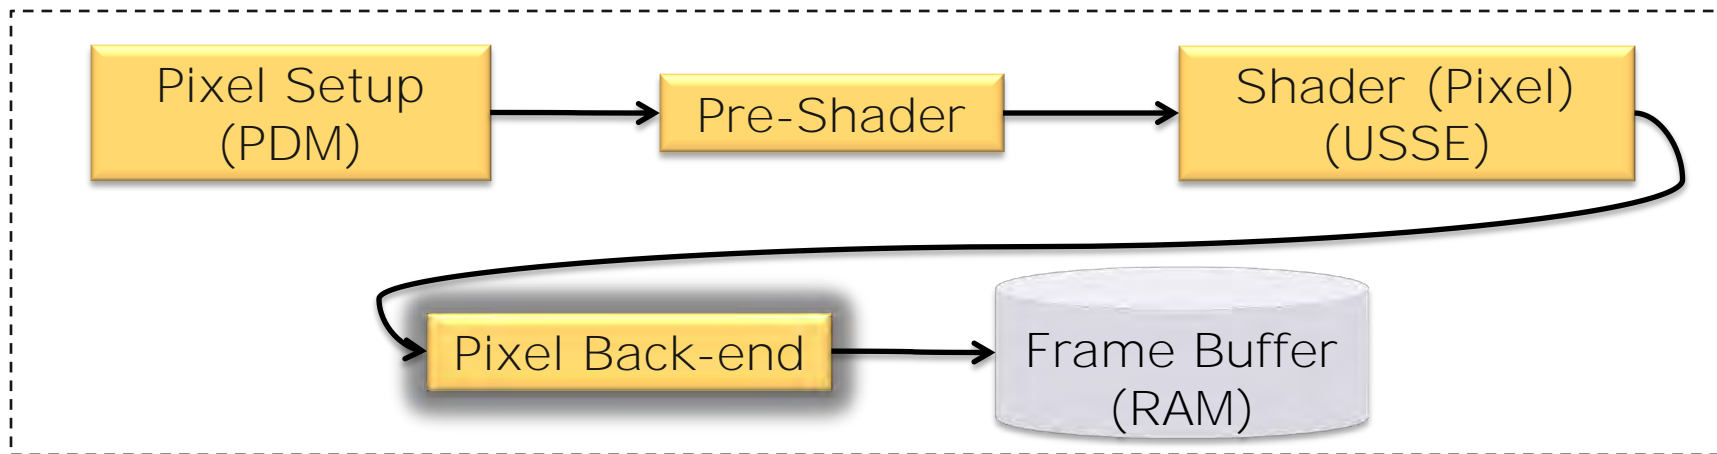 Pixel Setup
(PDM)
Pre-Shader
Shader (Pixel)
(USSE)
Pixel Back-end
Frame Buffer
(RAM)